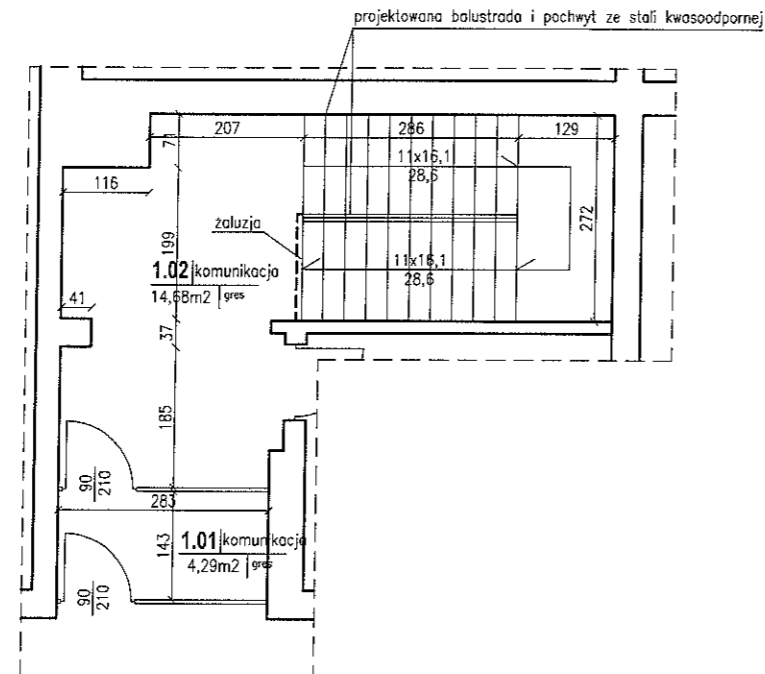 projektowana balustrada i pochwyt ze stali kwasoodpornej
207
286
129
71
11x16,1
28,6
116
272
żaluzja
199
11x16,1
28,6
1.02 komunikacja
14,68m2 gres
41
37
185
90
210
283
1.01 komunikacja
4,29m2 gres
143
90
210